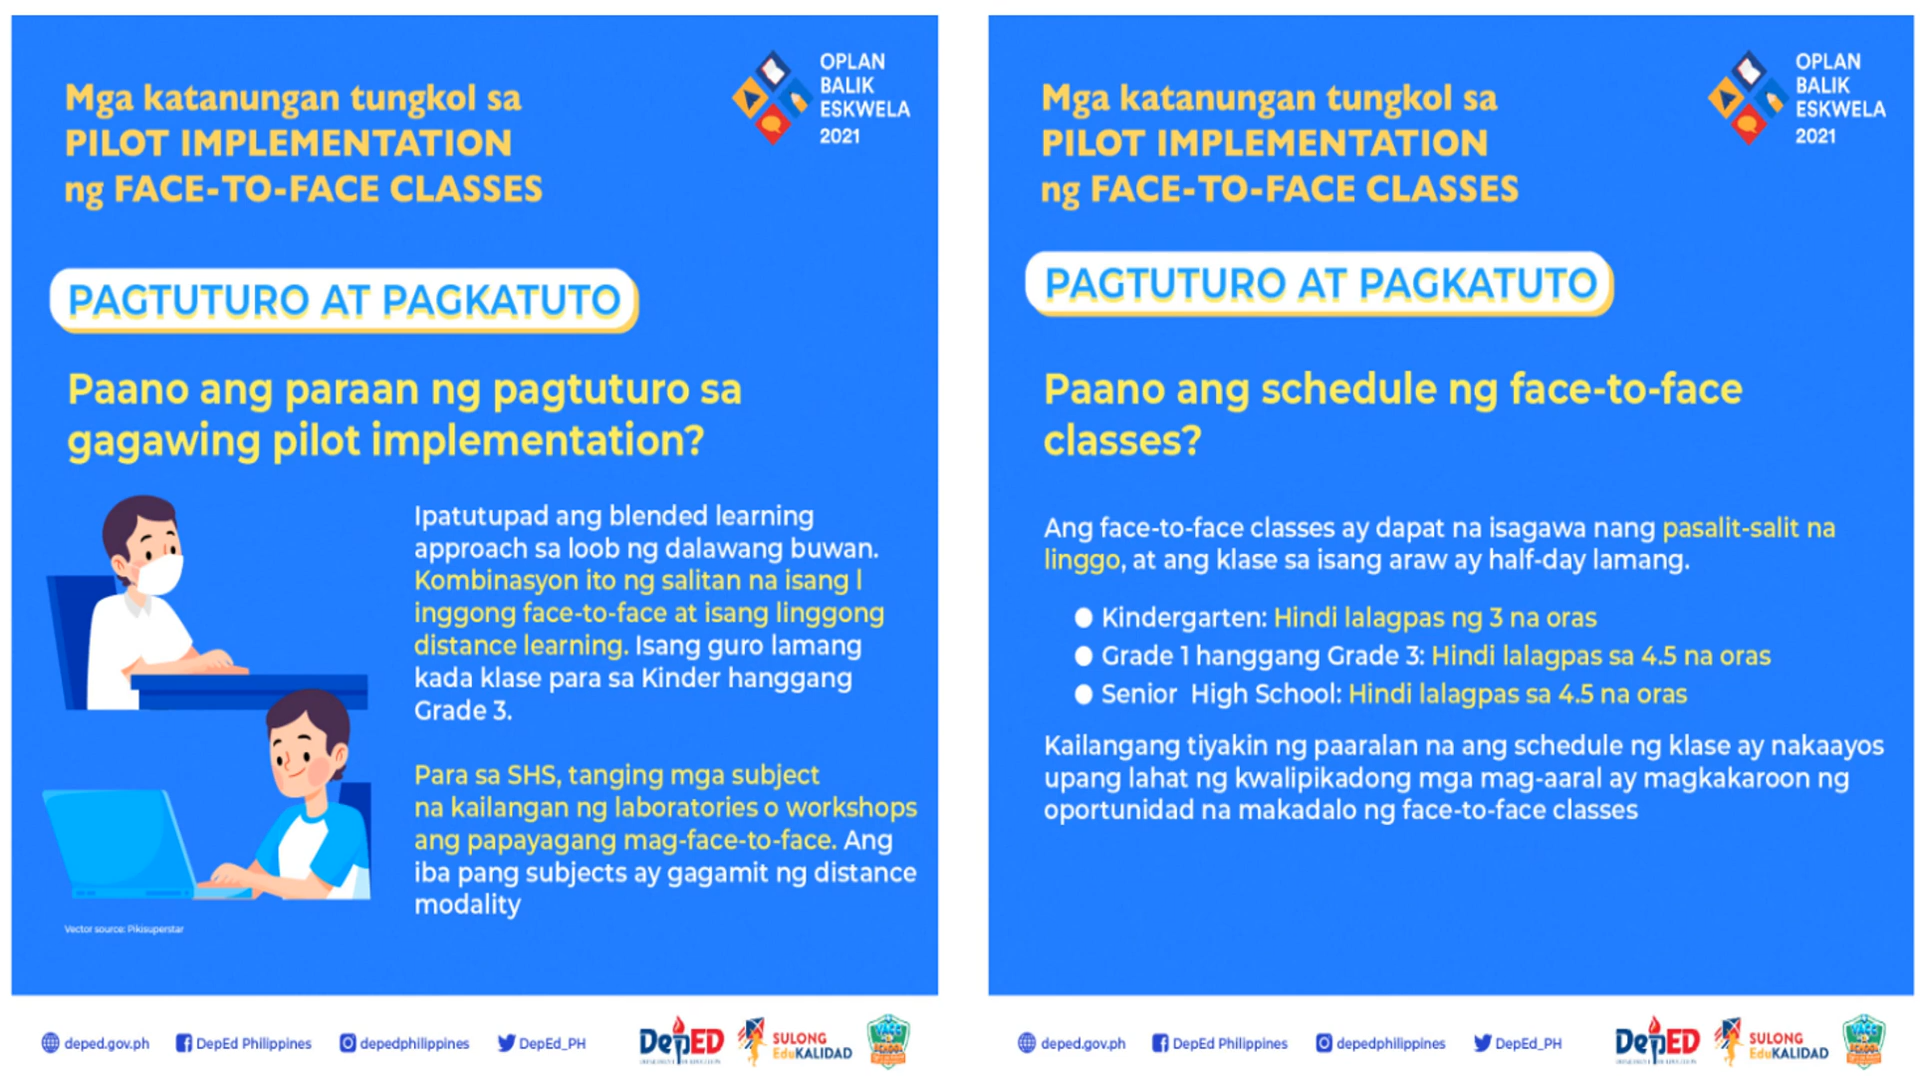 Mga katanungan tungkol sa
PILOT IMPLEMENTATION
ng FACE-TO-FACE CLASSES
OPLAN
BALIK
ESKWELA
2021
PAGTUTURO AT PAGKATUTO
Paano ang paraan ng pagtuturo sa
gagawing pilot implementation?
Ipatutupad ang blended learning
approach sa loob ng dalawang buwan.
Kombinasyon ito ng salitan na isang l
inggong face-to-face at isang linggong
distance learning. Isang guro lamang
kada klase para sa Kinder hanggang
Grade 3.
Para sa SHS, tanging mga subject
na kailangan ng laboratories o workshops
ang papayagang mag-face-to-face. Ang
iba pang subjects ay gagamit ng distance
modality
Vector source: Pikisuperstar
deped.gov.ph
DepEd Philippines
depedphilippines
DepEd_PH
DepED
SULONG
EduKALIDAD
VACC
SCHOOL
Mga katanungan tungkol sa
PILOT IMPLEMENTATION
ng FACE-TO-FACE CLASSES
OPLAN
BALIK
ESKWELA
2021
PAGTUTURO AT PAGKATUTO
Paano ang schedule ng face-to-face
classes?
Ang face-to-face classes ay dapat na isagawa nang pasalit-salit na
linggo, at ang klase sa isang araw ay half-day lamang.
● Kindergarten: Hindi lalagpas ng 3 na oras
● Grade 1 hanggang Grade 3: Hindi lalagpas sa 4.5 na oras
● Senior High School: Hindi lalagpas sa 4.5 na oras
Kailangang tiyakin ng paaralan na ang schedule ng klase ay nakaayos
upang lahat ng kwalipikadong mga mag-aaral ay magkakaroon ng
oportunidad na makadalo ng face-to-face classes
deped.gov.ph
DepEd Philippines
depedphilippines
DepEd_PH
DepED
SULONG
EduKALIDAD
VACC
SCHOOL